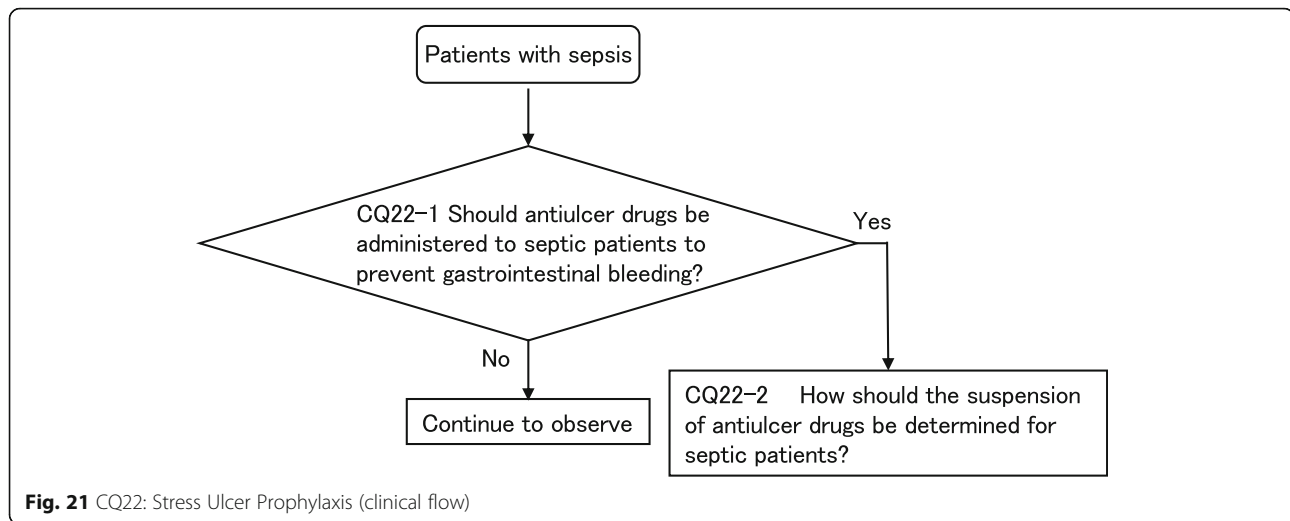 Patients with sepsis
CQ22-1 Should antiulcer drugs be
administered to septic patients to
prevent gastrointestinal bleeding?
Yes
No
Continue to observe
CQ22-2 How should the suspension
of antiulcer drugs be determined for
septic patients?
Fig. 21 CQ22: Stress Ulcer Prophylaxis (clinical flow)